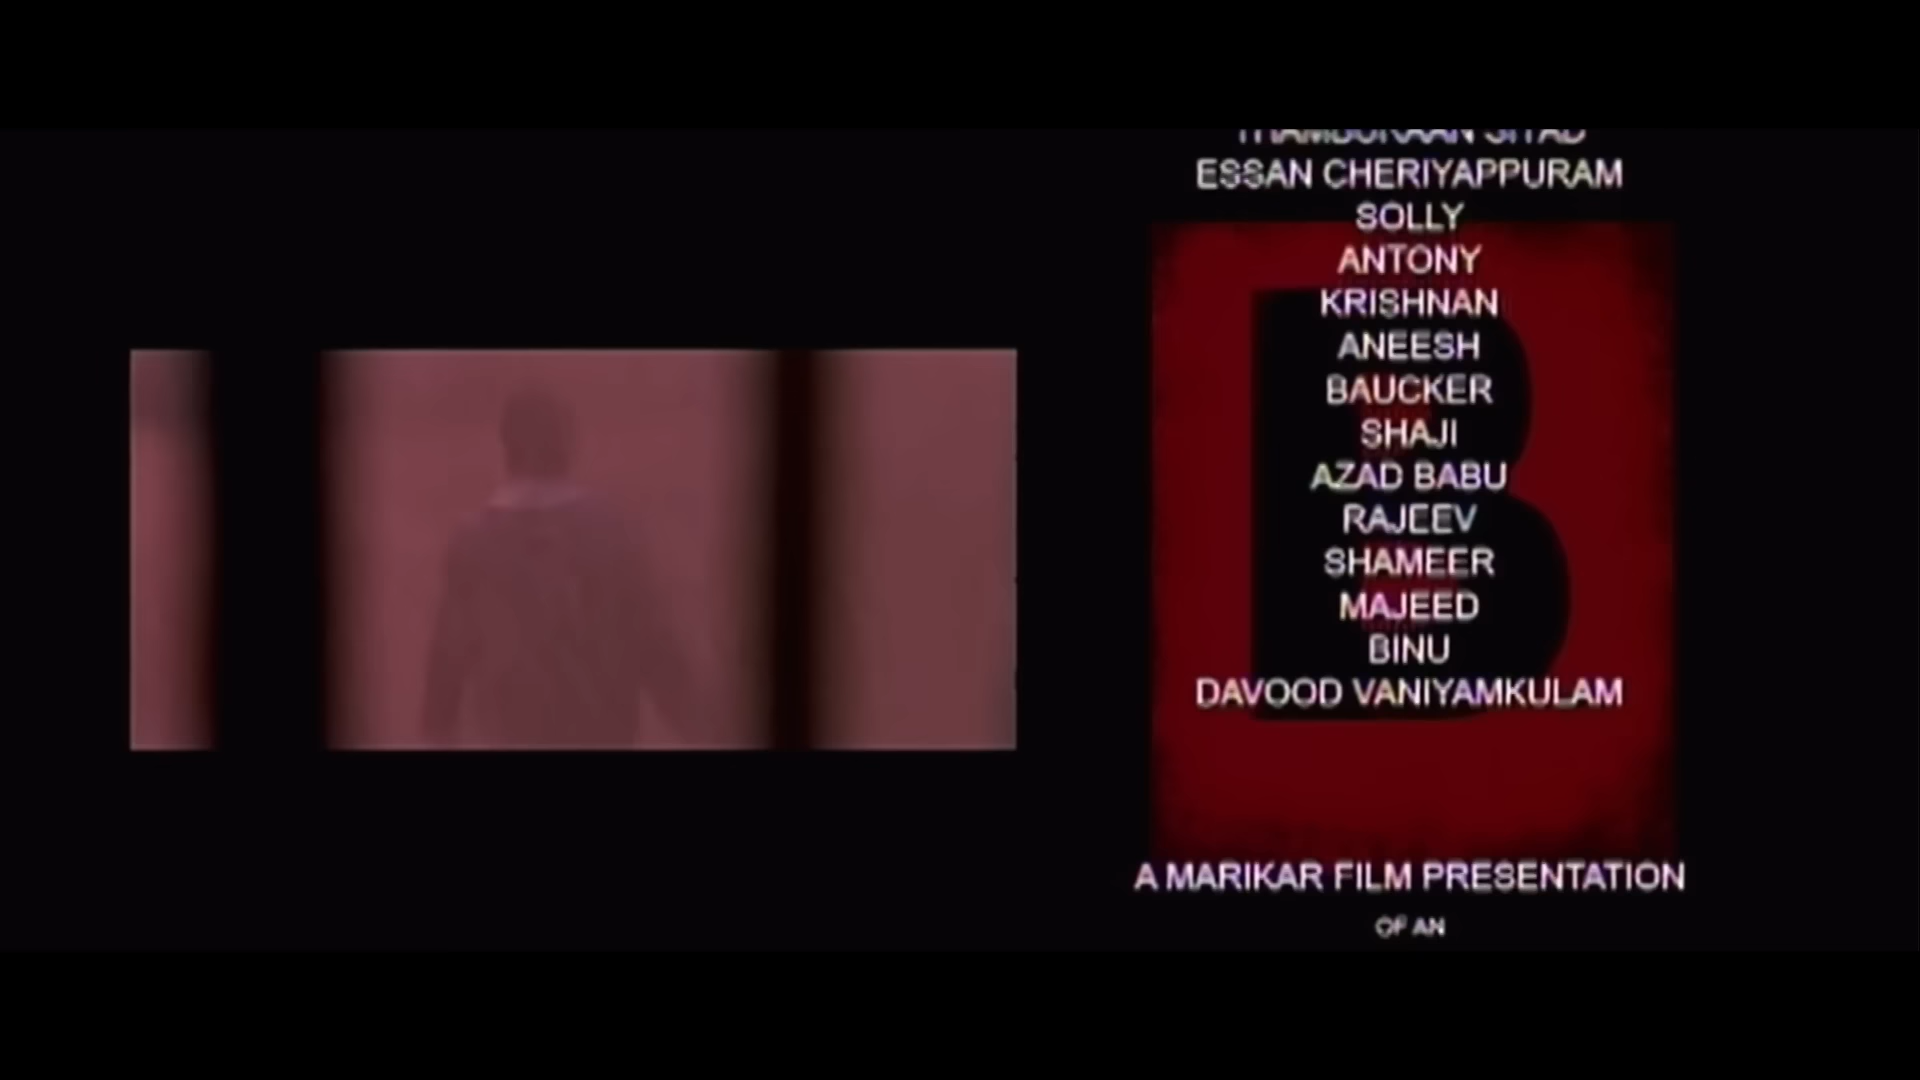 ESSAN CHERIYAPPURAM
SOLLY
ANTONY
KRISHNAN
ANEESH
BAUCKER
SHAJI
AZAD BABU
RAJEEV
SHAMEER
MAJEED
BINU
DAVOOD VANIYAMKULAM
A MARIKAR FILM PRESENTATION
OF AN
B